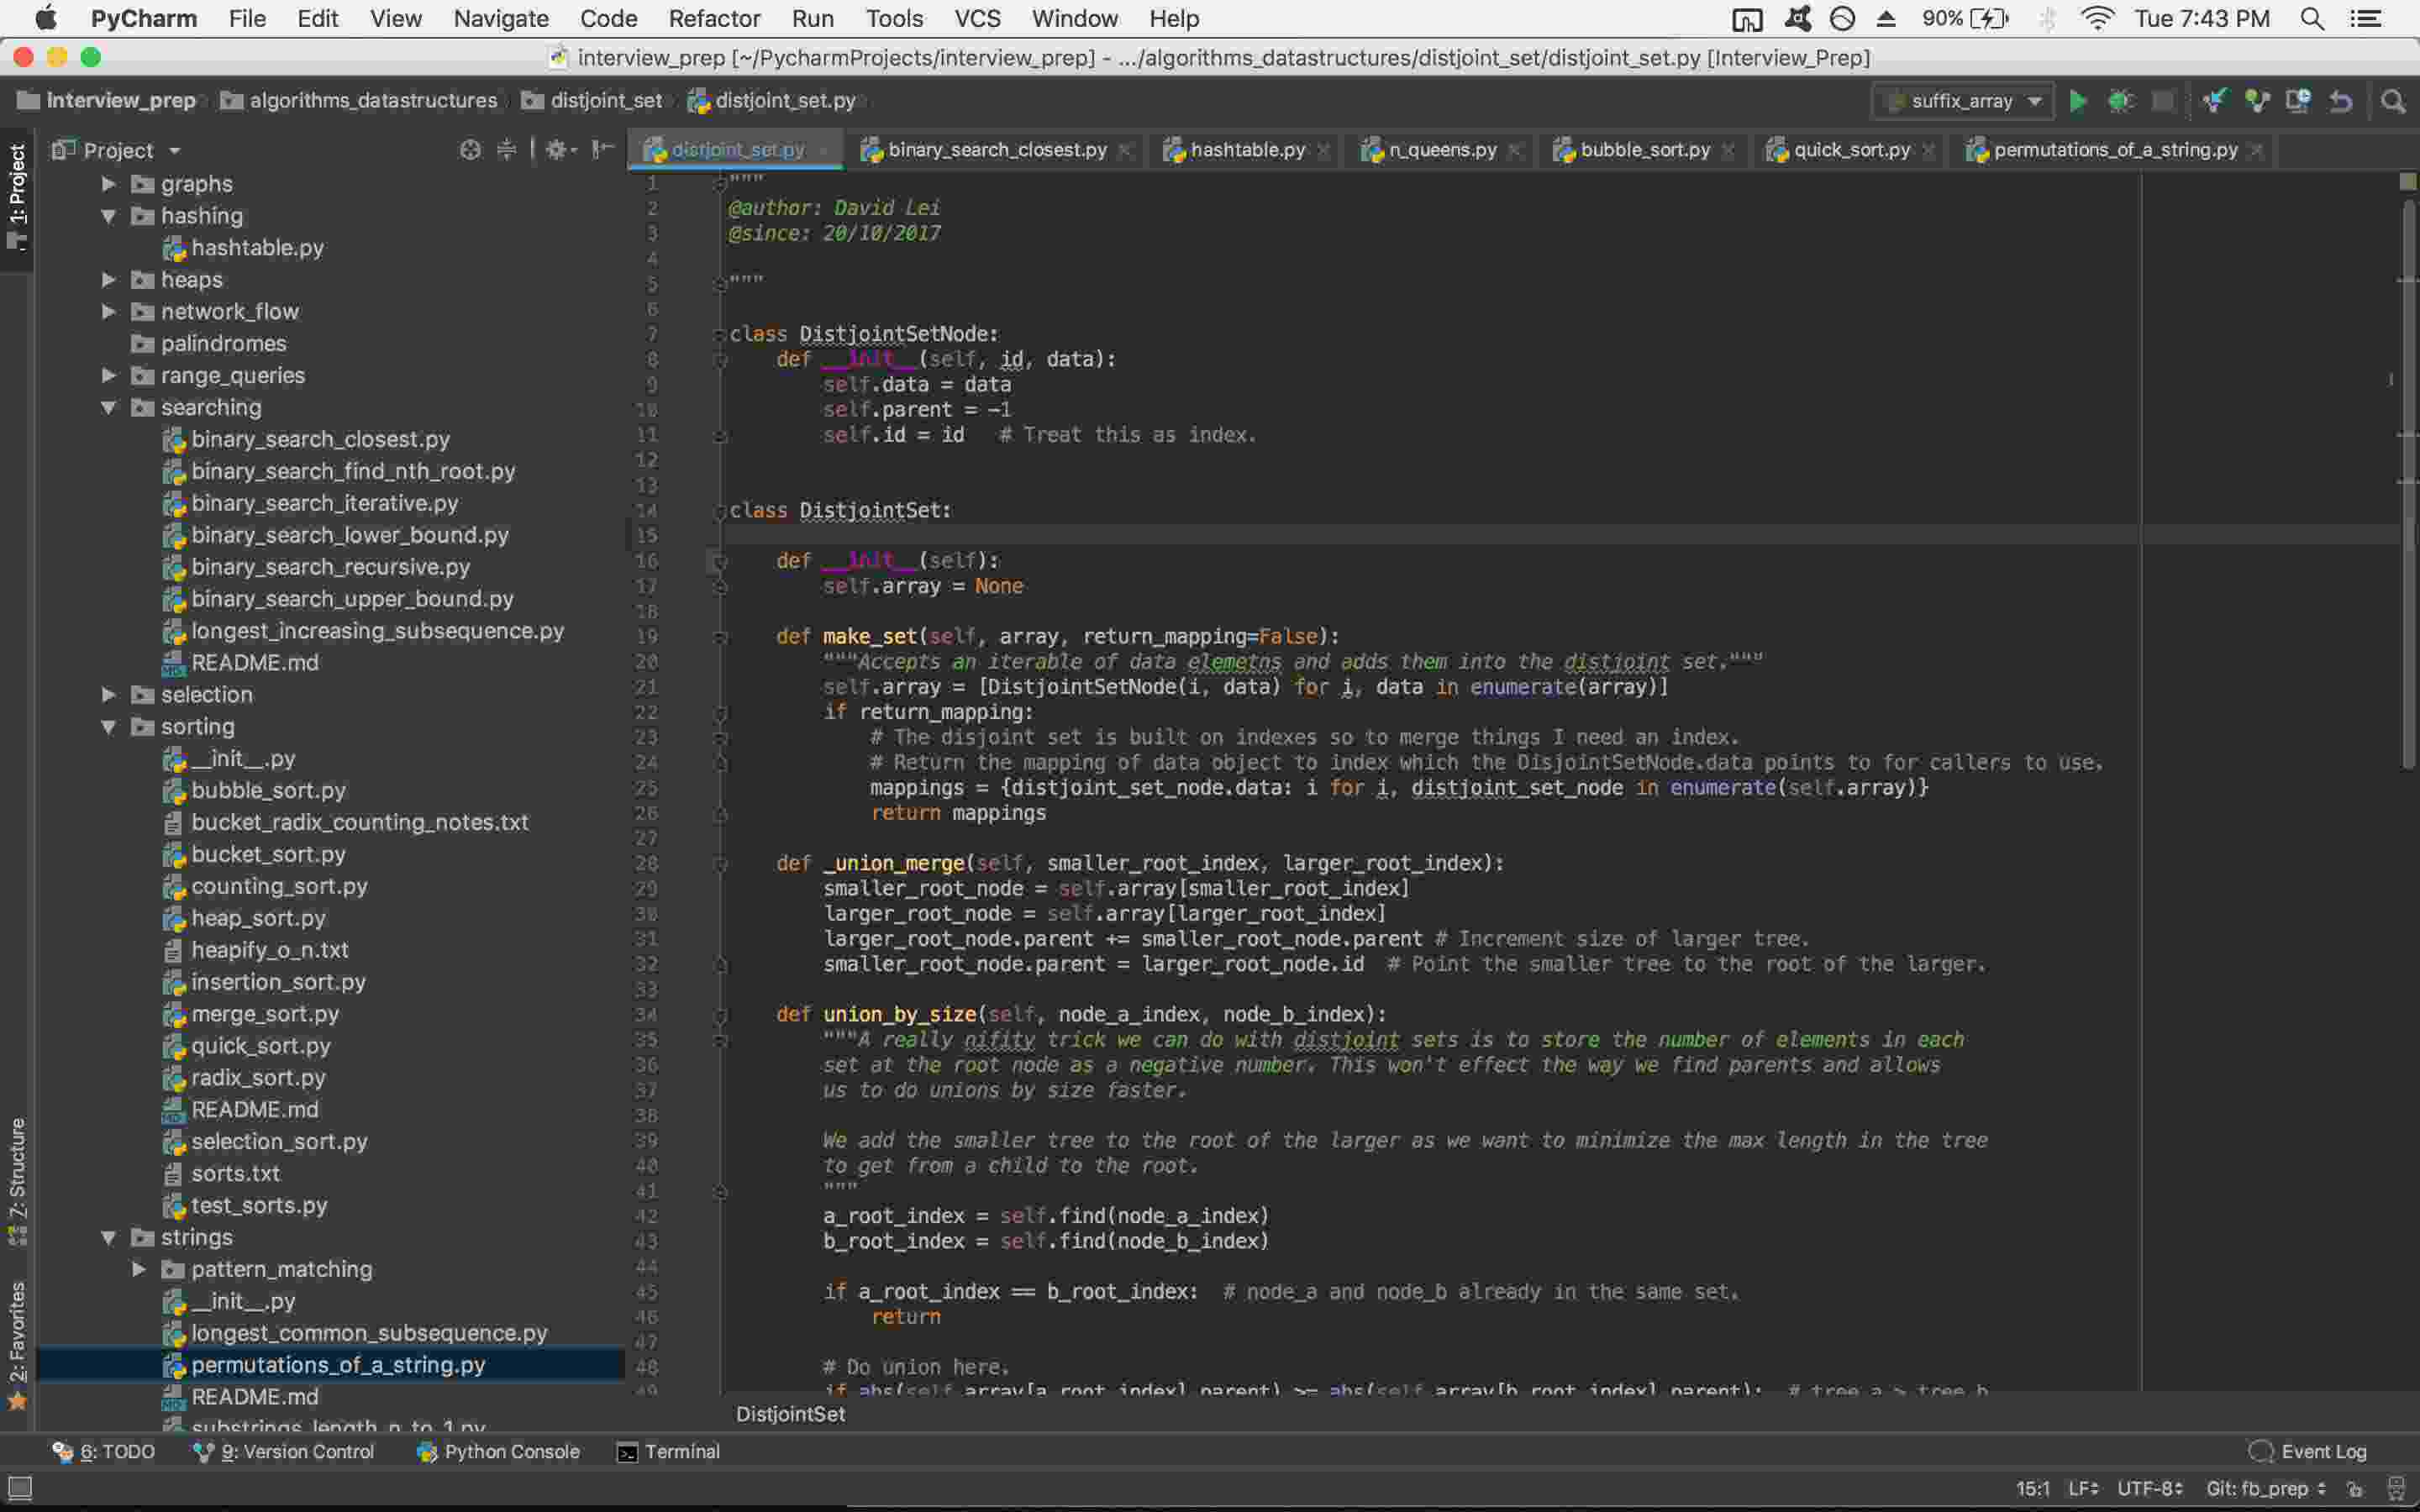 PyCharm File Edit View Navigate Code Refactor Run Tools VCS Window Help 90% Tue 7:43 PM
interview_prep [~/PycharmProjects/interview_prep] - .../algorithms_datastructures/distjoint_set/distjoint_set.py [Interview_Prep]
interview_prep algorithms_datastructures distjoint_set distjoint_set.py suffix_array
1: Project
Project
graphs
hashing
hashtable.py
heaps
network_flow
palindromes
range_queries
searching
binary_search_closest.py
binary_search_find_nth_root.py
binary_search_iterative.py
binary_search_lower_bound.py
binary_search_recursive.py
binary_search_upper_bound.py
longest_increasing_subsequence.py
README.md
selection
sorting
__init__.py
bubble_sort.py
bucket_radix_counting_notes.txt
bucket_sort.py
counting_sort.py
heap_sort.py
heapify_o_n.txt
insertion_sort.py
merge_sort.py
quick_sort.py
radix_sort.py
README.md
selection_sort.py
sorts.txt
test_sorts.py
strings
pattern_matching
__init__.py
longest_common_subsequence.py
permutations_of_a_string.py
README.md
substrings_length_n_to_1.py
Z: Structure
2: Favorites
distjoint_set.py binary_search_closest.py hashtable.py n_queens.py bubble_sort.py quick_sort.py permutations_of_a_string.py
1 """
2 @author: David Lei
3 @since: 20/10/2017
4
5 """
6
7 class DistjointSetNode:
8 def __init__(self, id, data):
9 self.data = data
10 self.parent = -1
11 self.id = id # Treat this as index.
12
13
14 class DistjointSet:
15
16 def __init__(self):
17 self.array = None
18
19 def make_set(self, array, return_mapping=False):
20 """Accepts an iterable of data elemetns and adds them into the distjoint set."""
21 self.array = [DistjointSetNode(i, data) for i, data in enumerate(array)]
22 if return_mapping:
23 # The disjoint set is built on indexes so to merge things I need an index.
24 # Return the mapping of data object to index which the DisjointSetNode.data points to for callers to use.
25 mappings = {distjoint_set_node.data: i for i, distjoint_set_node in enumerate(self.array)}
26 return mappings
27
28 def _union_merge(self, smaller_root_index, larger_root_index):
29 smaller_root_node = self.array[smaller_root_index]
30 larger_root_node = self.array[larger_root_index]
31 larger_root_node.parent += smaller_root_node.parent # Increment size of larger tree.
32 smaller_root_node.parent = larger_root_node.id # Point the smaller tree to the root of the larger.
33
34 def union_by_size(self, node_a_index, node_b_index):
35 """A really nifity trick we can do with distjoint sets is to store the number of elements in each
36 set at the root node as a negative number. This won't effect the way we find parents and allows
37 us to do unions by size faster.
38
39 We add the smaller tree to the root of the larger as we want to minimize the max length in the tree
40 to get from a child to the root.
41 """
42 a_root_index = self.find(node_a_index)
43 b_root_index = self.find(node_b_index)
44
45 if a_root_index == b_root_index: # node_a and node_b already in the same set.
46 return
47
48 # Do union here.
49 if abs(self.array[a_root_index].parent) >= abs(self.array[b_root_index].parent): # tree a > tree b
DistjointSet
6: TODO 9: Version Control Python Console Terminal Event Log
15:1 LF UTF-8 Git: fb_prep